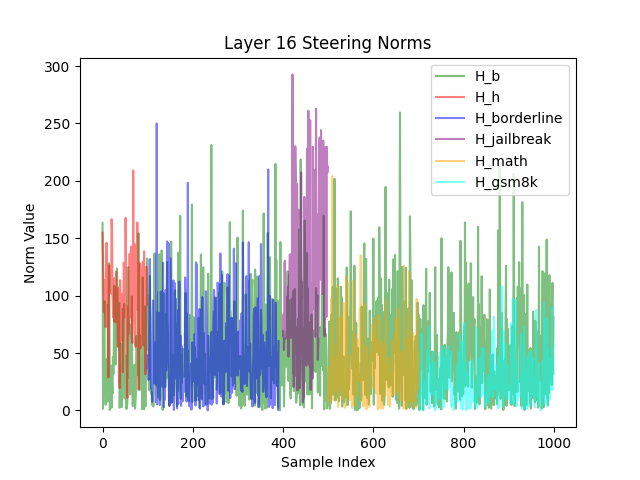 Layer 16 Steering Norms
300
250
200
150
100
50
0
Norm Value
0
200
400
600
800
1000
Sample Index
H_b
H_h
H_borderline
H_jailbreak
H_math
H_gsm8k